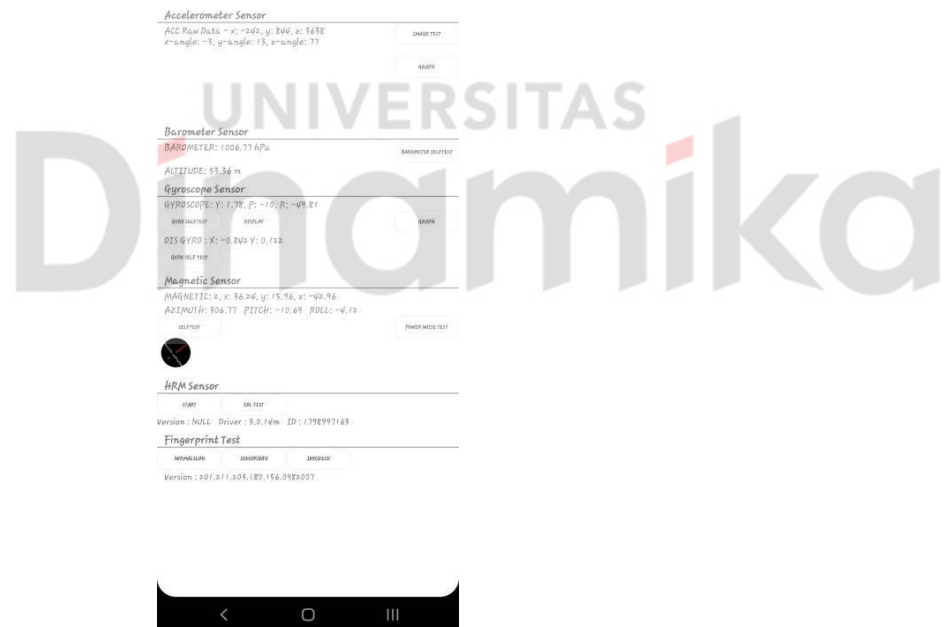 Accelerometer Sensor
ACC Raw Data - x: -242, y: 844, z: 3638
x-angle: -3, y-angle: 13, z-angle: 77
IMAGE TEST
GRAPH
UNIVERSITAS
Dinamika
Barometer Sensor
BAROMETER: 1006.77 hPa
BAROMETER SELFTEST
ALTITUDE: 53.36 m
Gyroscope Sensor
GYROSCOPE: Y: 1.78, P: -10, R: -49.81
GYRO SELFTEST DISPLAY GRAPH
OIS GYRO : X: -0.842 Y: 0.122
GYRO SELF TEST
Magnetic Sensor
MAGNETIC: 2, x: 36.24, y: 15.96, z: -42.96
AZIMUTH: 306.77 PITCH: -10.69 ROLL: -4.12
SELFTEST POWER NOISE TEST
HRM Sensor
START
Version : NULL Driver : 3.0.14m ID : 1798997163
Fingerprint Test
NORMALSCAN SENSORINFO
Version : 201.211.203.180.156.0982007